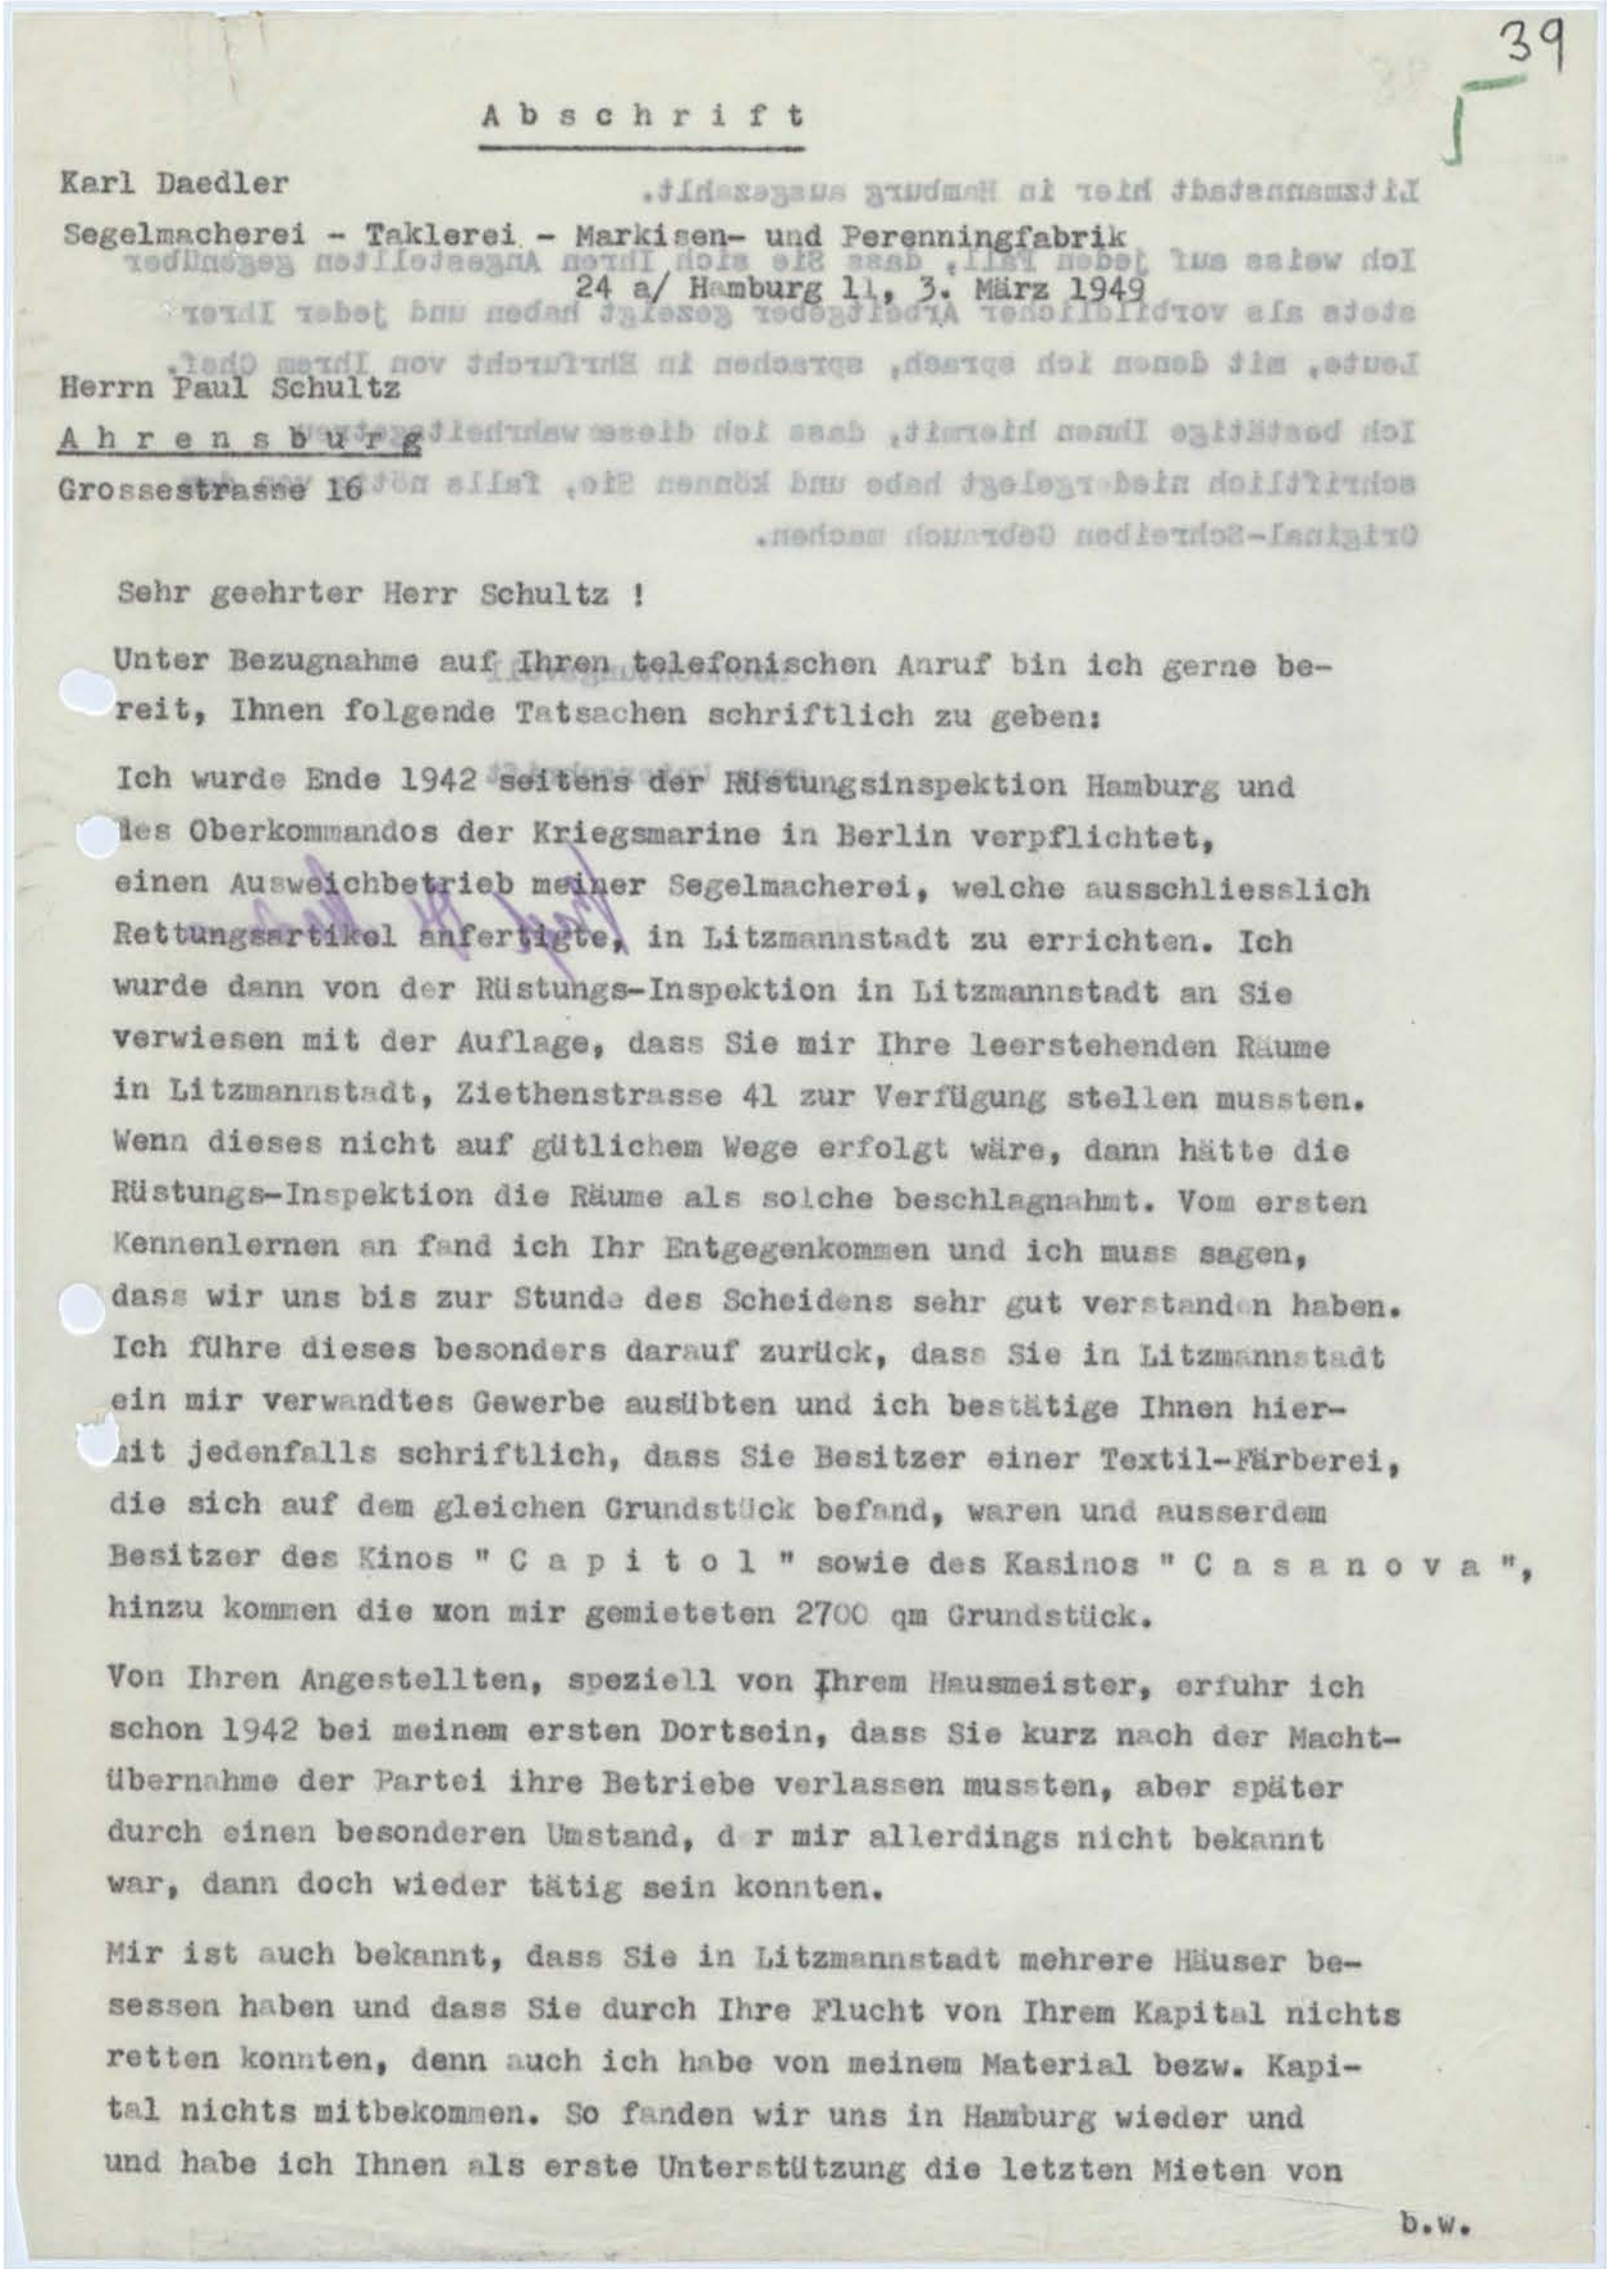 39
Abschrift
Karl Daedler
Segelmacherei - Taklerei - Markisen- und Perenningfabrik
24 a/ Hamburg 11, 3. März 1949
Herrn Paul Schultz
Ahrensburg
Grossestrasse 16
Sehr geehrter Herr Schultz !
Unter Bezugnahme auf Ihren telefonischen Anruf bin ich gerne be-
reit, Ihnen folgende Tatsachen schriftlich zu geben:
Ich wurde Ende 1942 seitens der Rüstungsinspektion Hamburg und
des Oberkommandos der Kriegsmarine in Berlin verpflichtet,
einen Ausweichbetrieb meiner Segelmacherei, welche ausschliesslich
Rettungsartikel anfertigte, in Litzmannstadt zu errichten. Ich
wurde dann von der Rüstungs-Inspektion in Litzmannstadt an Sie
verwiesen mit der Auflage, dass Sie mir Ihre leerstehenden Räume
in Litzmannstadt, Ziethenstrasse 41 zur Verfügung stellen mussten.
Wenn dieses nicht auf gütlichem Wege erfolgt wäre, dann hätte die
Rüstungs-Inspektion die Räume als solche beschlagnahmt. Vom ersten
Kennenlernen an fand ich Ihr Entgegenkommen und ich muss sagen,
dass wir uns bis zur Stunde des Scheidens sehr gut verstanden haben.
Ich führe dieses besonders darauf zurück, dass Sie in Litzmannstadt
ein mir verwandtes Gewerbe ausübten und ich bestätige Ihnen hier-
mit jedenfalls schriftlich, dass Sie Besitzer einer Textil-Färberei,
die sich auf dem gleichen Grundstück befand, waren und ausserdem
Besitzer des Kinos " C a p i t o l " sowie des Kasinos " C a s a n o v a ",
hinzu kommen die von mir gemieteten 2700 qm Grundstück.
Von Ihren Angestellten, speziell von Ihrem Hausmeister, erfuhr ich
schon 1942 bei meinem ersten Dortsein, dass Sie kurz nach der Macht-
übernahme der Partei ihre Betriebe verlassen mussten, aber später
durch einen besonderen Umstand, d r mir allerdings nicht bekannt
war, dann doch wieder tätig sein konnten.
Mir ist auch bekannt, dass Sie in Litzmannstadt mehrere Häuser be-
sessen haben und dass Sie durch Ihre Flucht von Ihrem Kapital nichts
retten konnten, denn auch ich habe von meinem Material bezw. Kapi-
tal nichts mitbekommen. So fanden wir uns in Hamburg wieder und
und habe ich Ihnen als erste Unterstützung die letzten Mieten von
b.w.